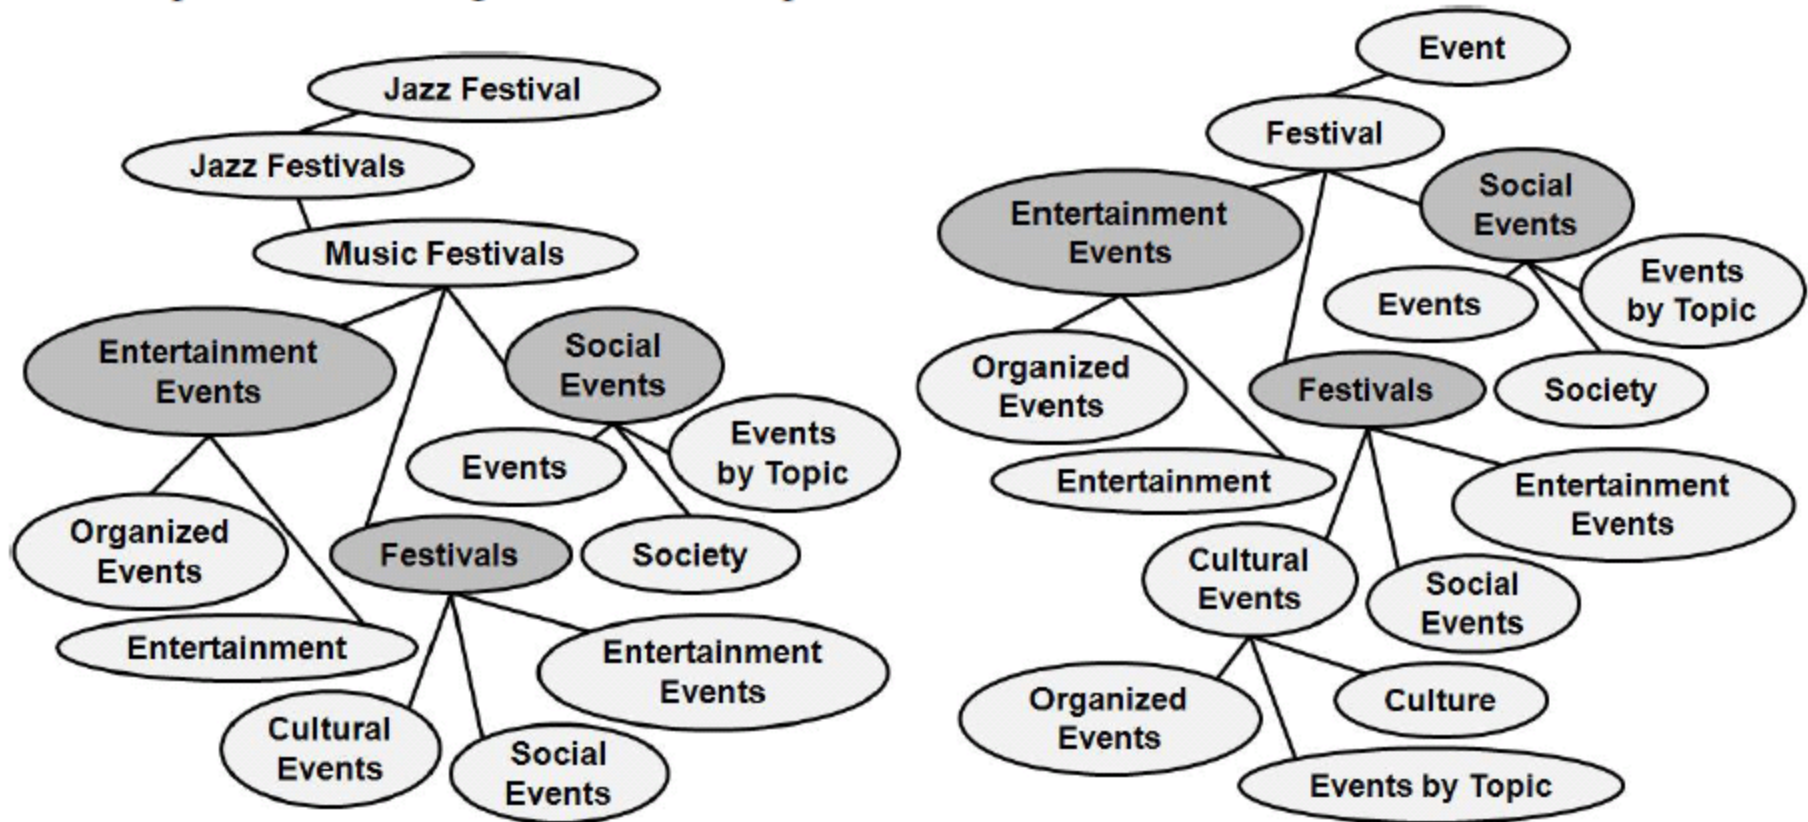 Jazz Festival
Jazz Festivals
Music Festivals
Entertainment
Events
Social
Events
Events
Events
by Topic
Organized
Events
Festivals
Society
Entertainment
Entertainment
Events
Cultural
Events
Social
Events
Event
Festival
Entertainment
Events
Social
Events
Events
Events
by Topic
Organized
Events
Festivals
Society
Entertainment
Entertainment
Events
Cultural
Events
Social
Events
Organized
Events
Culture
Events by Topic